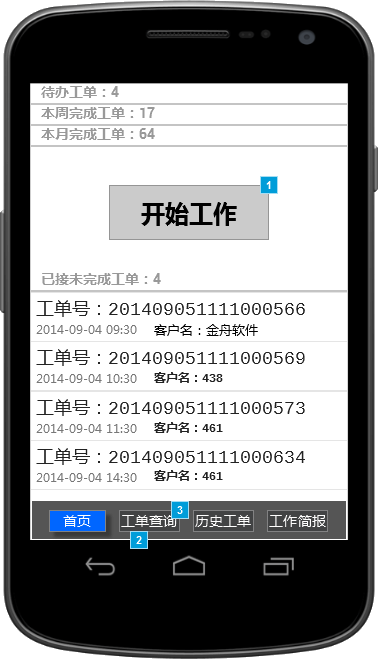 待办工单：4
本周完成工单：17
本月完成工单：64
1
开始工作
已接未完成工单：4
工单号：201409051111000566
2014-09-04 09:30 客户名：金舟软件
工单号：201409051111000569
2014-09-04 10:30 客户名：438
工单号：201409051111000573
2014-09-04 11:30 客户名：461
工单号：201409051111000634
2014-09-04 14:30 客户名：461
3
首页 工单查询 历史工单 工作简报
2